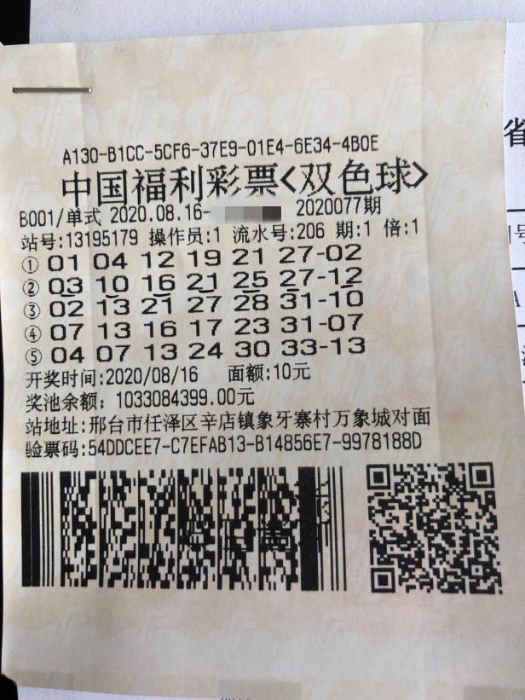 A130-B1CC-5CF6-37E9-01E4-6E34-4B0E
中国福利彩票<双色球>
B001/单式 2020.08.16- 2020077期
站号:13195179 操作员:1 流水号:206 期:1 倍:1
① 01 04 12 19 21 27-02
② 03 10 16 21 25 27-12
③ 02 13 21 27 28 31-10
④ 07 13 16 17 23 31-07
⑤ 04 07 13 24 30 33-13
开奖时间:2020/08/16 面额:10元
奖池余额: 1033084399.00元
站地址:邢台市任泽区辛店镇象牙寨村万象城对面
验票码:54DDCEE7-C7EFAB13-B14856E7-9978188D
省